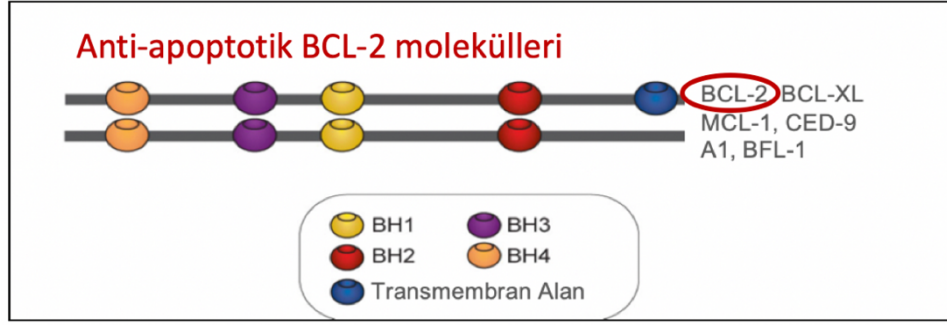 Anti-apoptotik BCL-2 molekülleri
BCL-2 BCL-XL
MCL-1, CED-9
A1, BFL-1
BH1 BH3
BH2 BH4
Transmembran Alan